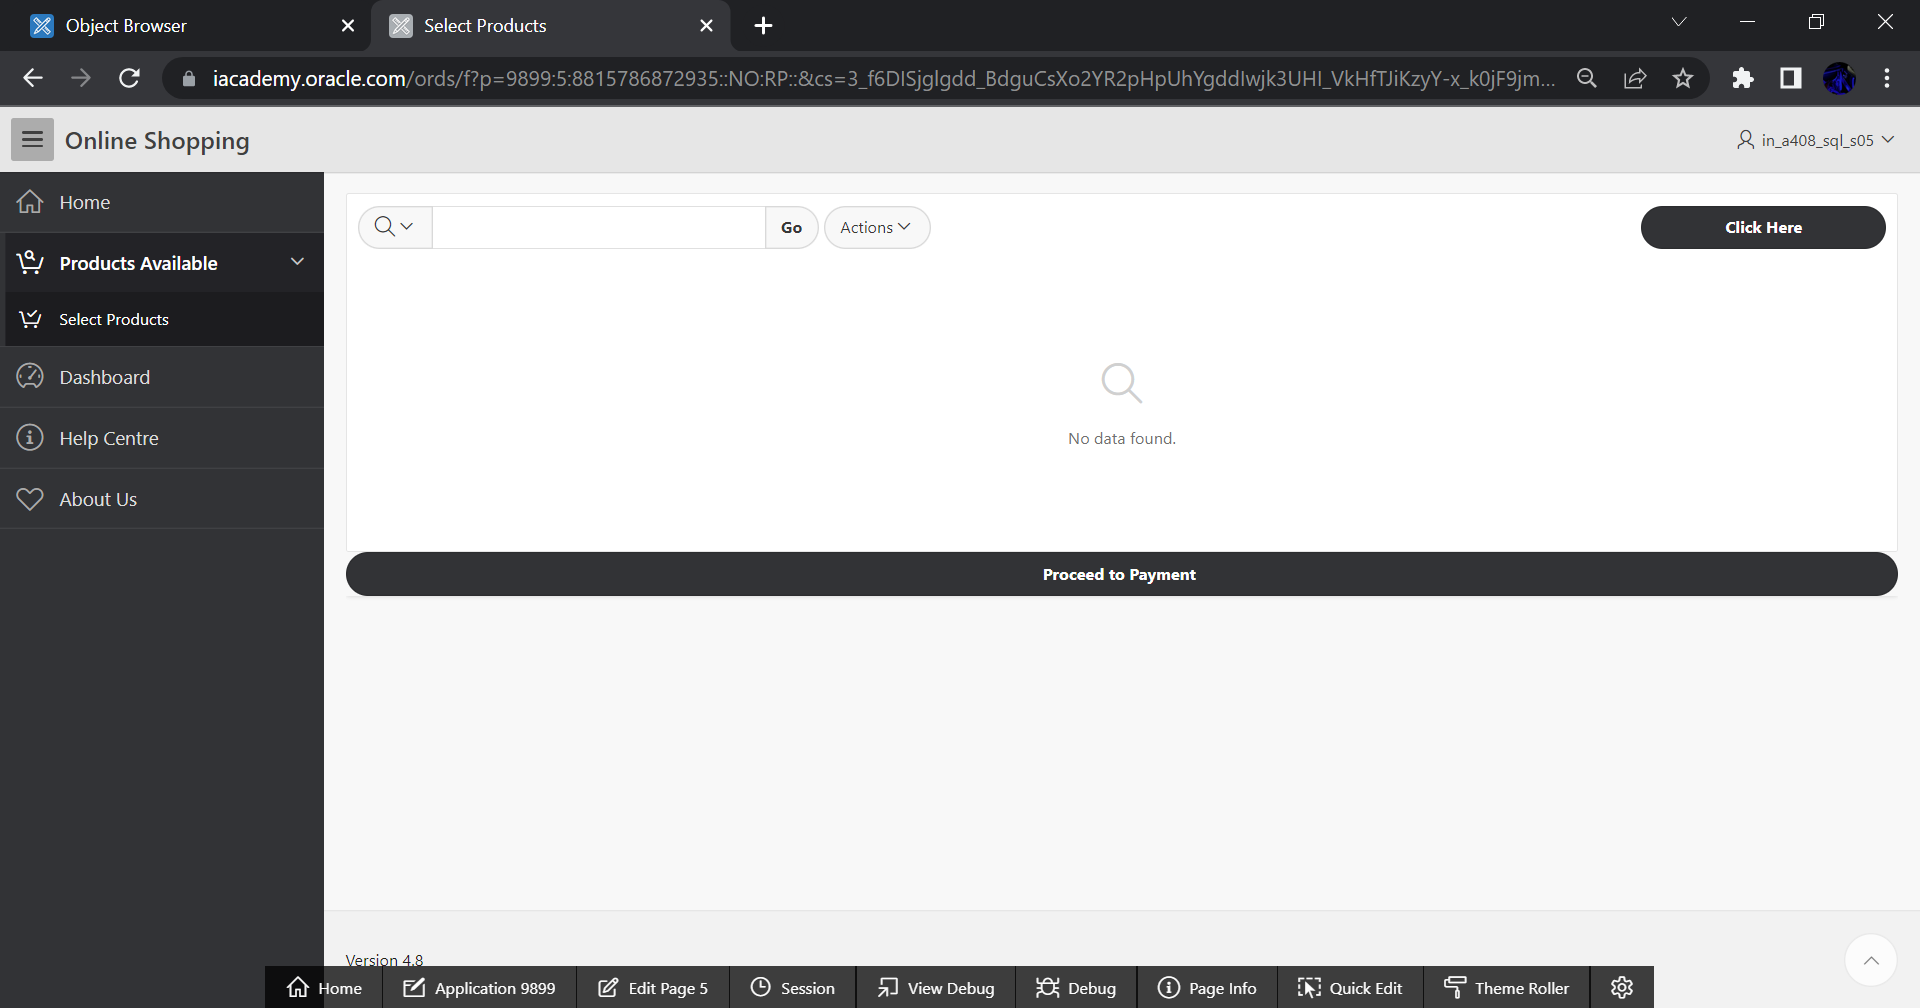 Object Browser
Select Products
iacademy.oracle.com/ords/f?p=9899:5:8815786872935::NO:RP::&cs=3_f6DISjglgdd_BdguCsXo2YR2pHpUhYgddIwjk3UHI_VkHfTJiKzyY-x_k0jF9jm...
Online Shopping
in_a408_sql_s05
Home
Products Available
Select Products
Dashboard
Help Centre
About Us
Go
Actions
Click Here
No data found.
Proceed to Payment
Version 4.8
Home
Application 9899
Edit Page 5
Session
View Debug
Debug
Page Info
Quick Edit
Theme Roller